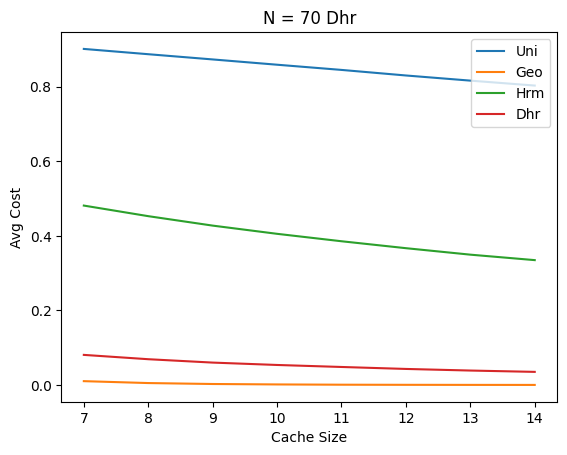 N = 70 Dhr
Uni
Geo
Hrm
Dhr
0.8
0.6
0.4
0.2
0.0
Avg Cost
7 8 9 10 11 12 13 14
Cache Size